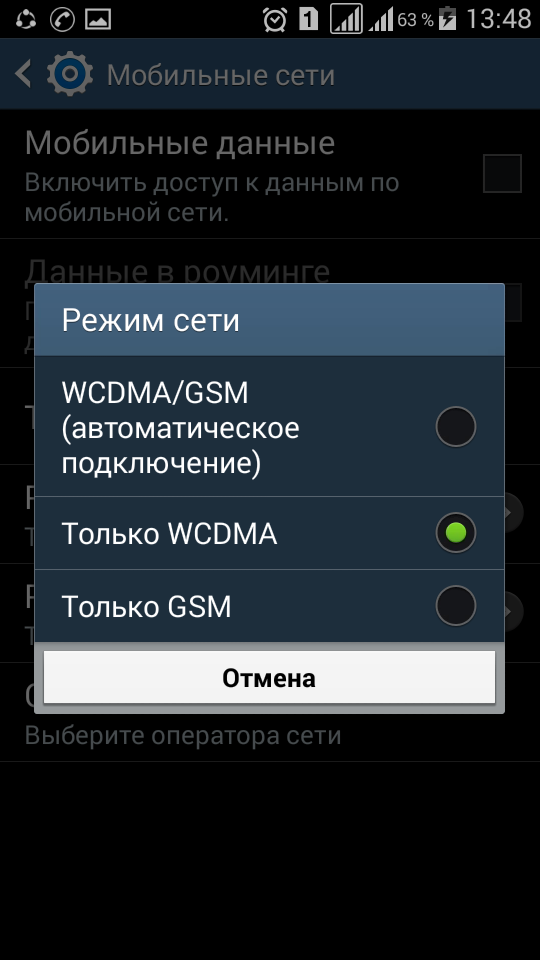 1 63 % 13:48
Мобильные сети
Мобильные данные
Включить доступ к данным по
мобильной сети.
Данные в роуминге
Режим сети
WCDMA/GSM
(автоматическое
подключение)
Только WCDMA
Только GSM
Отмена
Выберите оператора сети